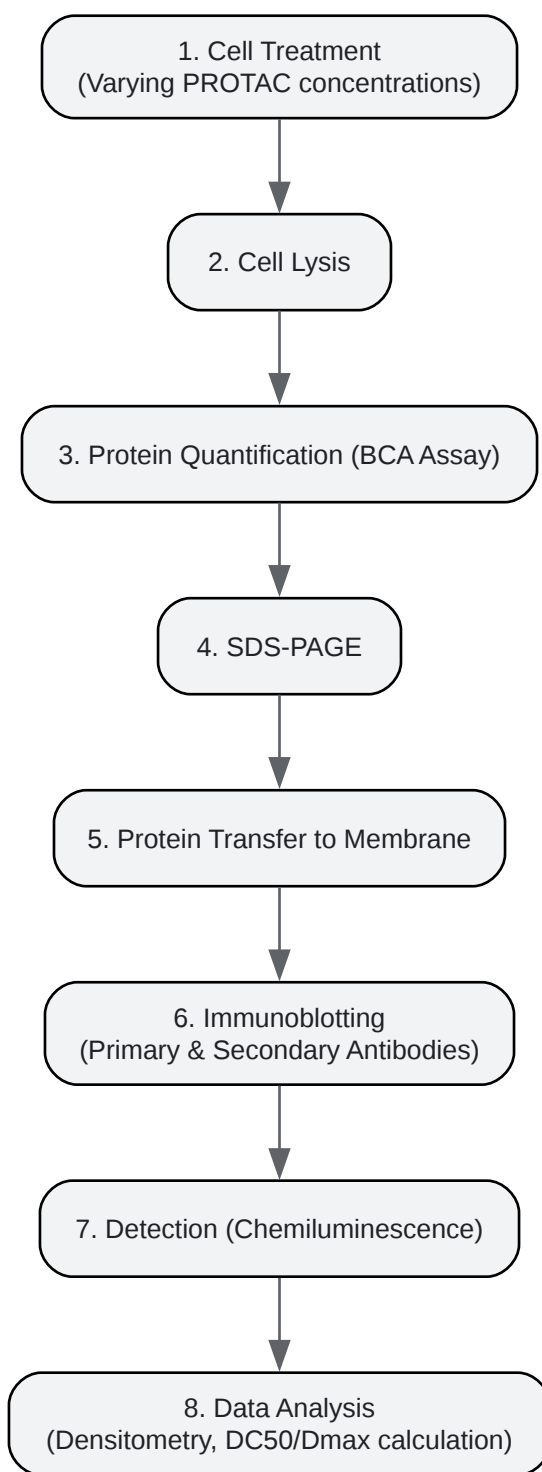 1. Cell Treatment
(Varying PROTAC concentrations)
2. Cell Lysis
3. Protein Quantification (BCA Assay)
4. SDS-PAGE
5. Protein Transfer to Membrane
6. Immunoblotting
(Primary & Secondary Antibodies)
7. Detection (Chemiluminescence)
8. Data Analysis
(Densitometry, DC50/Dmax calculation)